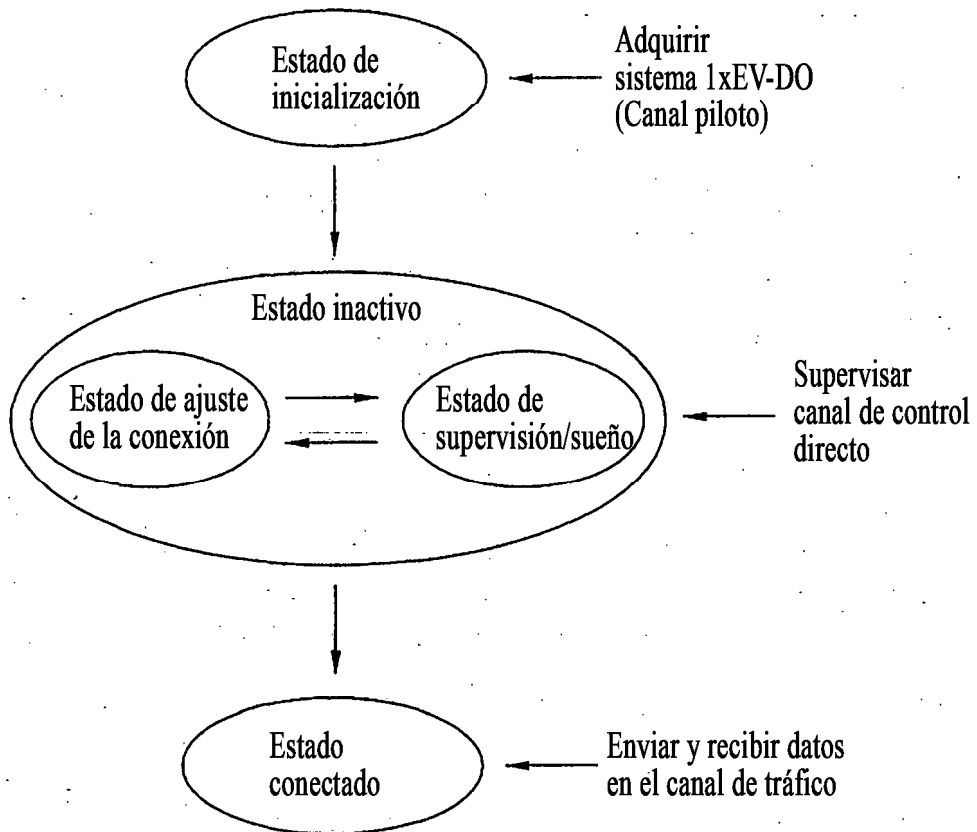 Estado de
inicialización
Adquirir
sistema 1xEV-DO
(Canal piloto)
Estado inactivo
Estado de ajuste
de la conexión
Estado de
supervisión/sueño
Supervisar
canal de control
directo
Estado
conectado
Enviar y recibir datos
en el canal de tráfico